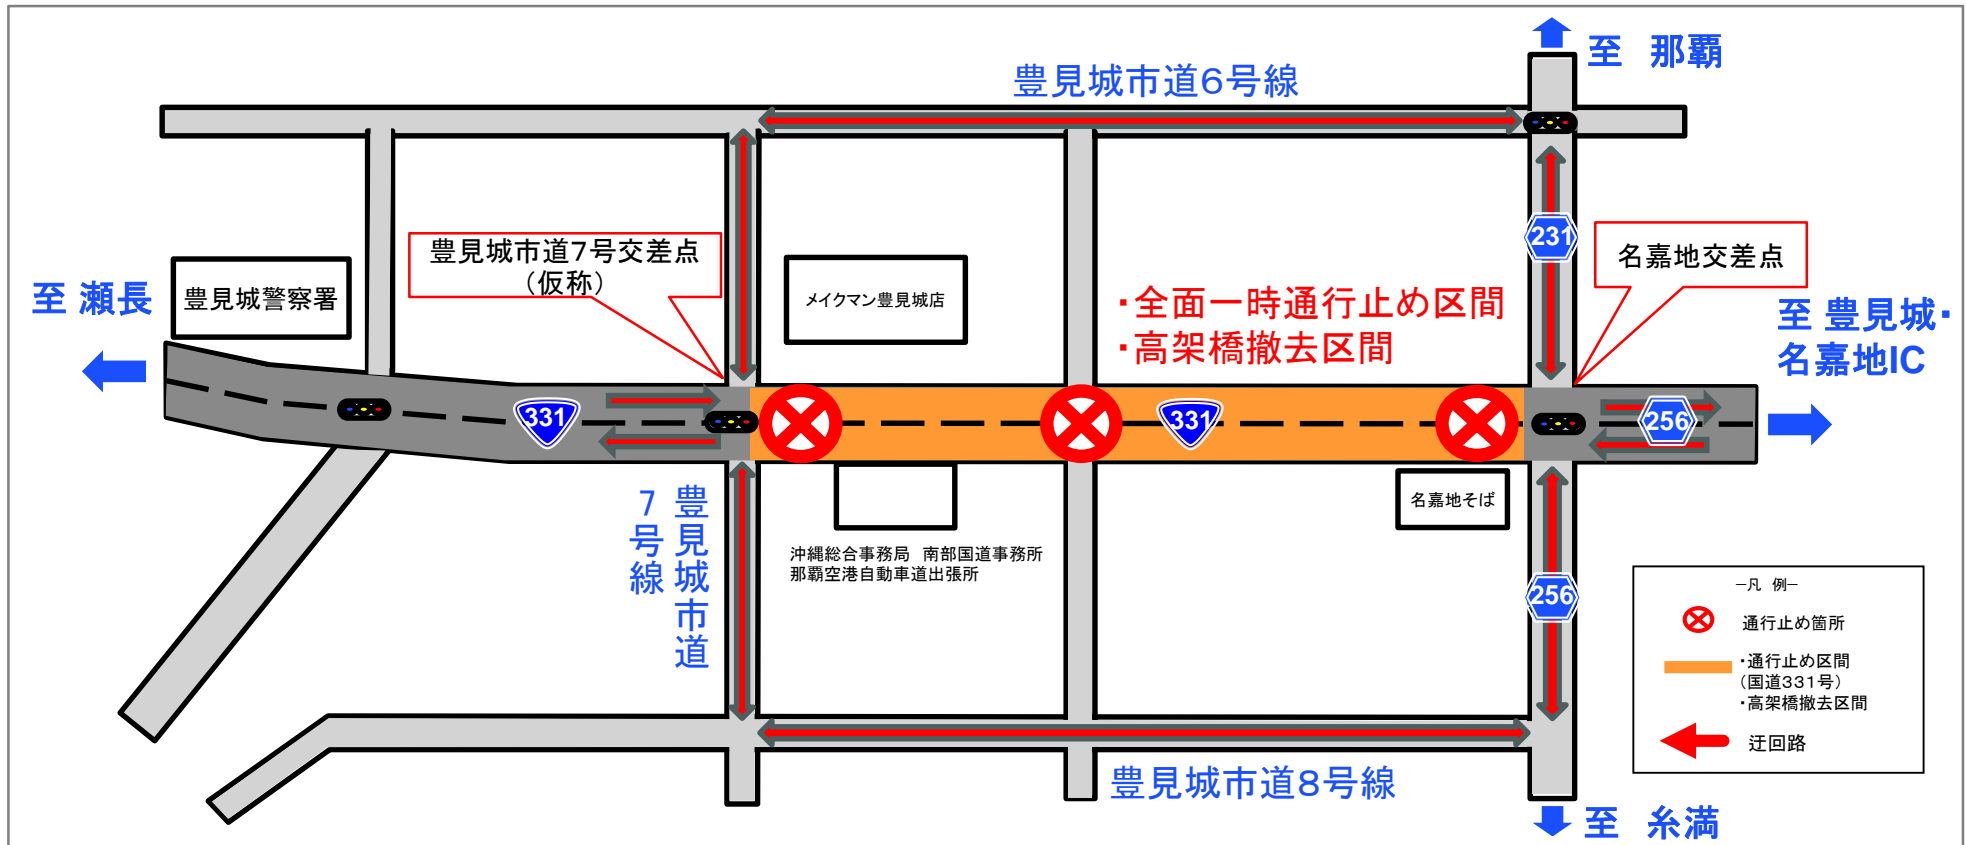 至　那覇
豊見城市道6号線
231
豊見城市道7号交差点
（仮称）
名嘉地交差点
豊見城警察署
メイクマン豊見城店
至 瀬長
・全面一時通行止め区間
・高架橋撤去区間
至 豊見城・
名嘉地IC
331
331
256
豊見城市道
7号線
名嘉地そば
沖縄総合事務局　南部国道事務所
那覇空港自動車道出張所
256
－凡　例－
通行止め箇所
・通行止め区間
（国道331号）
・高架橋撤去区間
迂回路
豊見城市道8号線
至　糸満